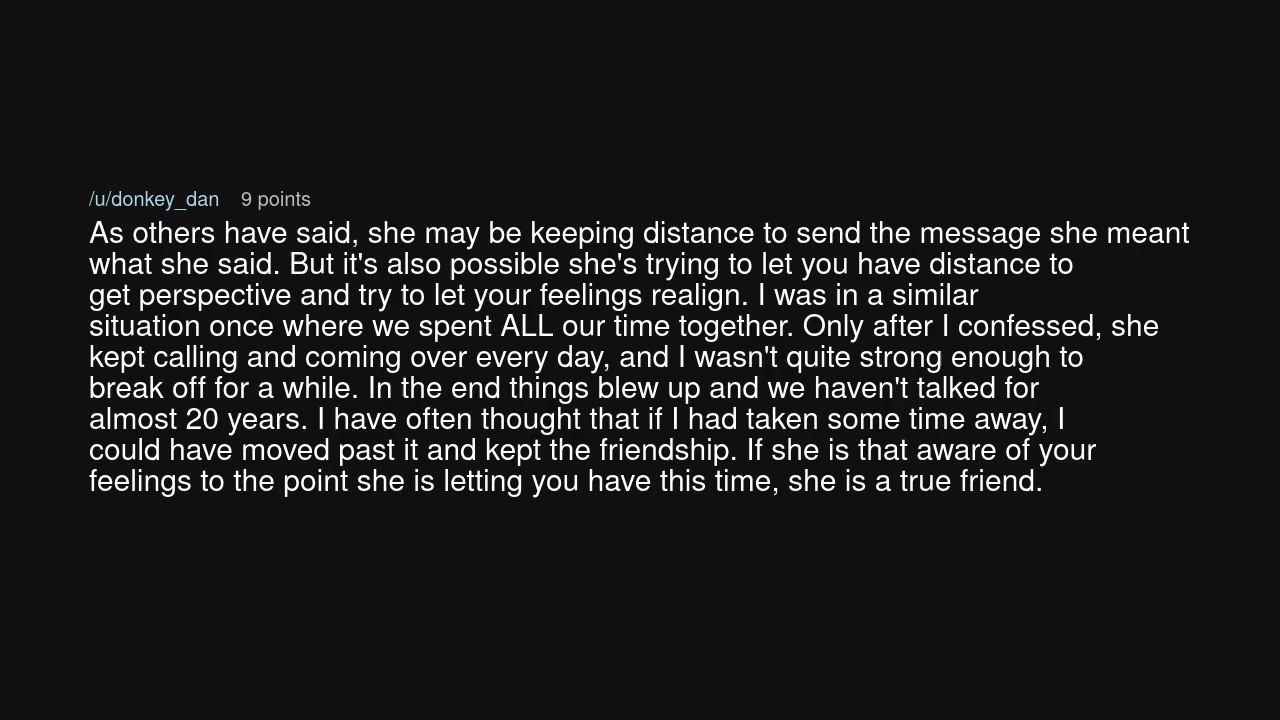 /u/donkey_dan 9 points
As others have said, she may be keeping distance to send the message she meant
what she said. But it's also possible she's trying to let you have distance to
get perspective and try to let your feelings realign. I was in a similar
situation once where we spent ALL our time together. Only after I confessed, she
kept calling and coming over every day, and I wasn't quite strong enough to
break off for a while. In the end things blew up and we haven't talked for
almost 20 years. I have often thought that if I had taken some time away, I
could have moved past it and kept the friendship. If she is that aware of your
feelings to the point she is letting you have this time, she is a true friend.